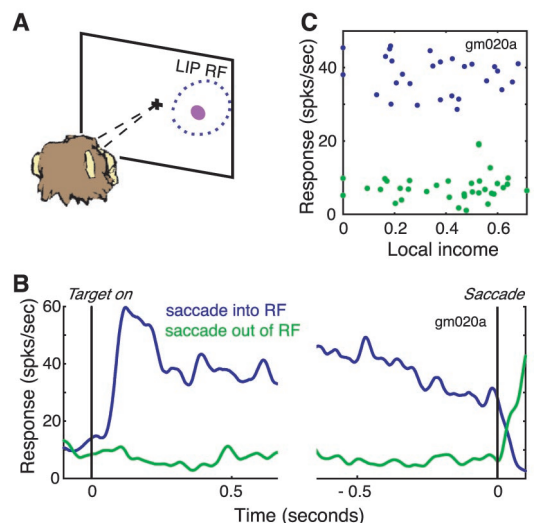 A
LIP RF
C
gm020a
Response (spks/sec)
40
20
0
0
0.2
0.4
0.6
Local income
B
Target on
Saccade
saccade into RF
saccade out of RF
gm020a
Response (spks/sec)
60
40
20
0
0
0.5
- 0.5
0
Time (seconds)